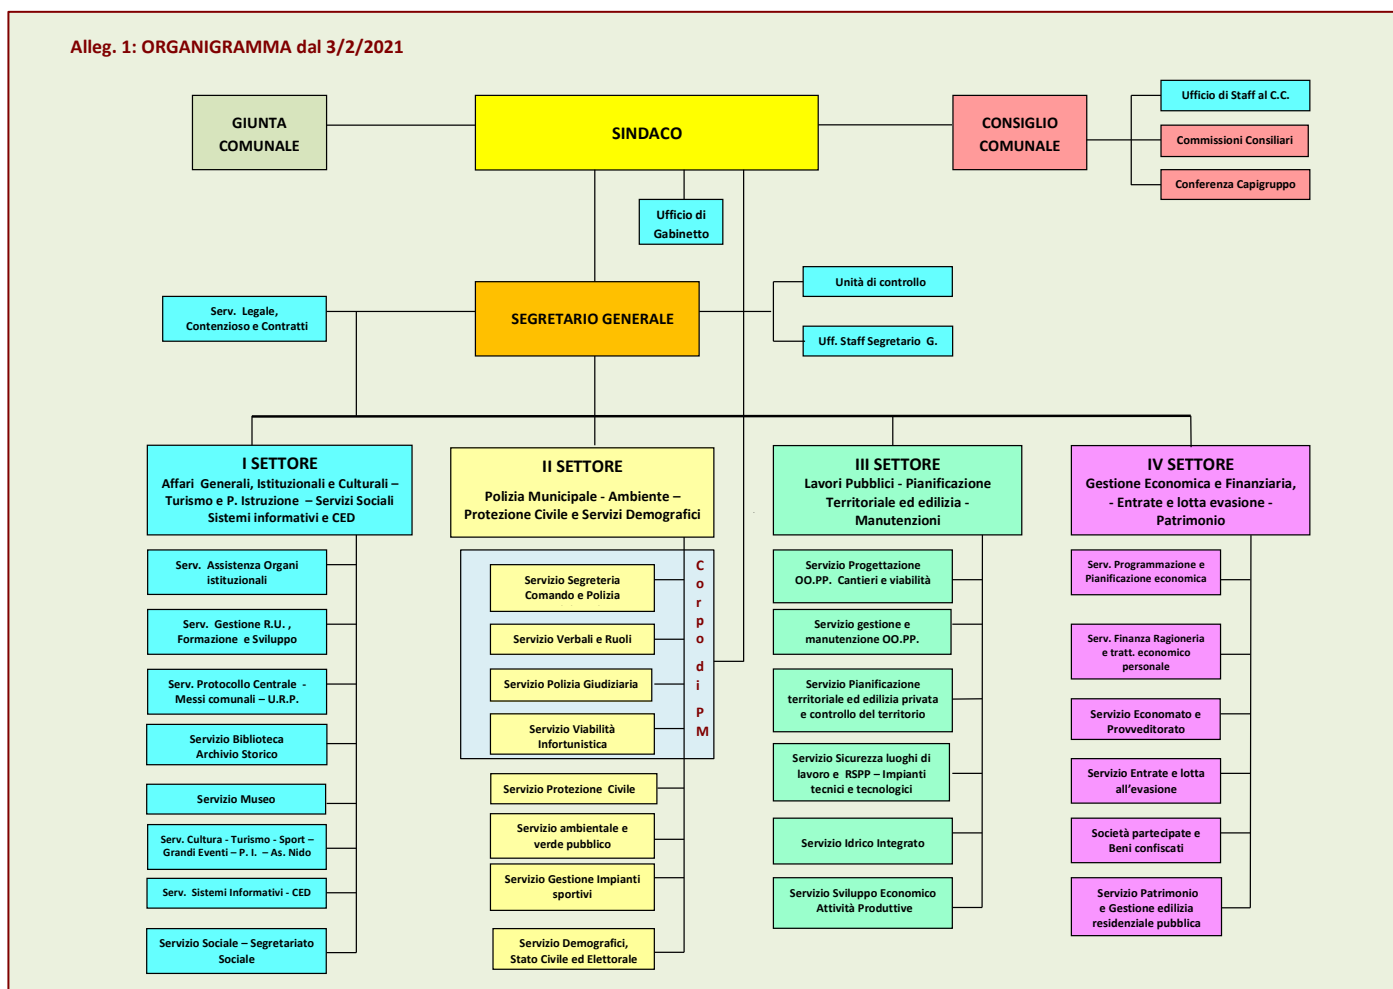 Alleg. 1: ORGANIGRAMMA dal 3/2/2021
GIUNTA
COMUNALE
SINDACO
CONSIGLIO
COMUNALE
Ufficio di Staff al C.C.
Commissioni Consiliari
Conferenza Capigruppo
Ufficio di
Gabinetto
Serv. Legale,
Contenzioso e Contratti
SEGRETARIO GENERALE
Unità di controllo
Uff. Staff Segretario G.
I SETTORE
Affari Generali, Istituzionali e Culturali –
Turismo e P. Istruzione – Servizi Sociali
Sistemi informativi e CED
Serv. Assistenza Organi
istituzionali
Serv. Gestione R.U. ,
Formazione e Sviluppo
Serv. Protocollo Centrale -
Messi comunali – U.R.P.
Servizio Biblioteca
Archivio Storico
Servizio Museo
Serv. Cultura - Turismo - Sport –
Grandi Eventi – P. I. – As. Nido
Serv. Sistemi Informativi - CED
Servizio Sociale – Segretariato
Sociale
II SETTORE
Polizia Municipale - Ambiente –
Protezione Civile e Servizi Demografici
Corpo di PM
Servizio Segreteria
Comando e Polizia
Servizio Verbali e Ruoli
Servizio Polizia Giudiziaria
Servizio Viabilità
Infortunistica
Servizio Protezione Civile
Servizio ambientale e
verde pubblico
Servizio Gestione Impianti
sportivi
Servizio Demografici,
Stato Civile ed Elettorale
III SETTORE
Lavori Pubblici - Pianificazione
Territoriale ed edilizia -
Manutenzioni
Servizio Progettazione
OO.PP. Cantieri e viabilità
Servizio gestione e
manutenzione OO.PP.
Servizio Pianificazione
territoriale ed edilizia privata
e controllo del territorio
Servizio Sicurezza luoghi di
lavoro e RSPP – Impianti
tecnici e tecnologici
Servizio Idrico Integrato
Servizio Sviluppo Economico
Attività Produttive
IV SETTORE
Gestione Economica e Finanziaria,
- Entrate e lotta evasione -
Patrimonio
Serv. Programmazione e
Pianificazione economica
Serv. Finanza Ragioneria
e tratt. economico
personale
Servizio Economato e
Provveditorato
Servizio Entrate e lotta
all’evasione
Società partecipate e
Beni confiscati
Servizio Patrimonio
e Gestione edilizia
residenziale pubblica